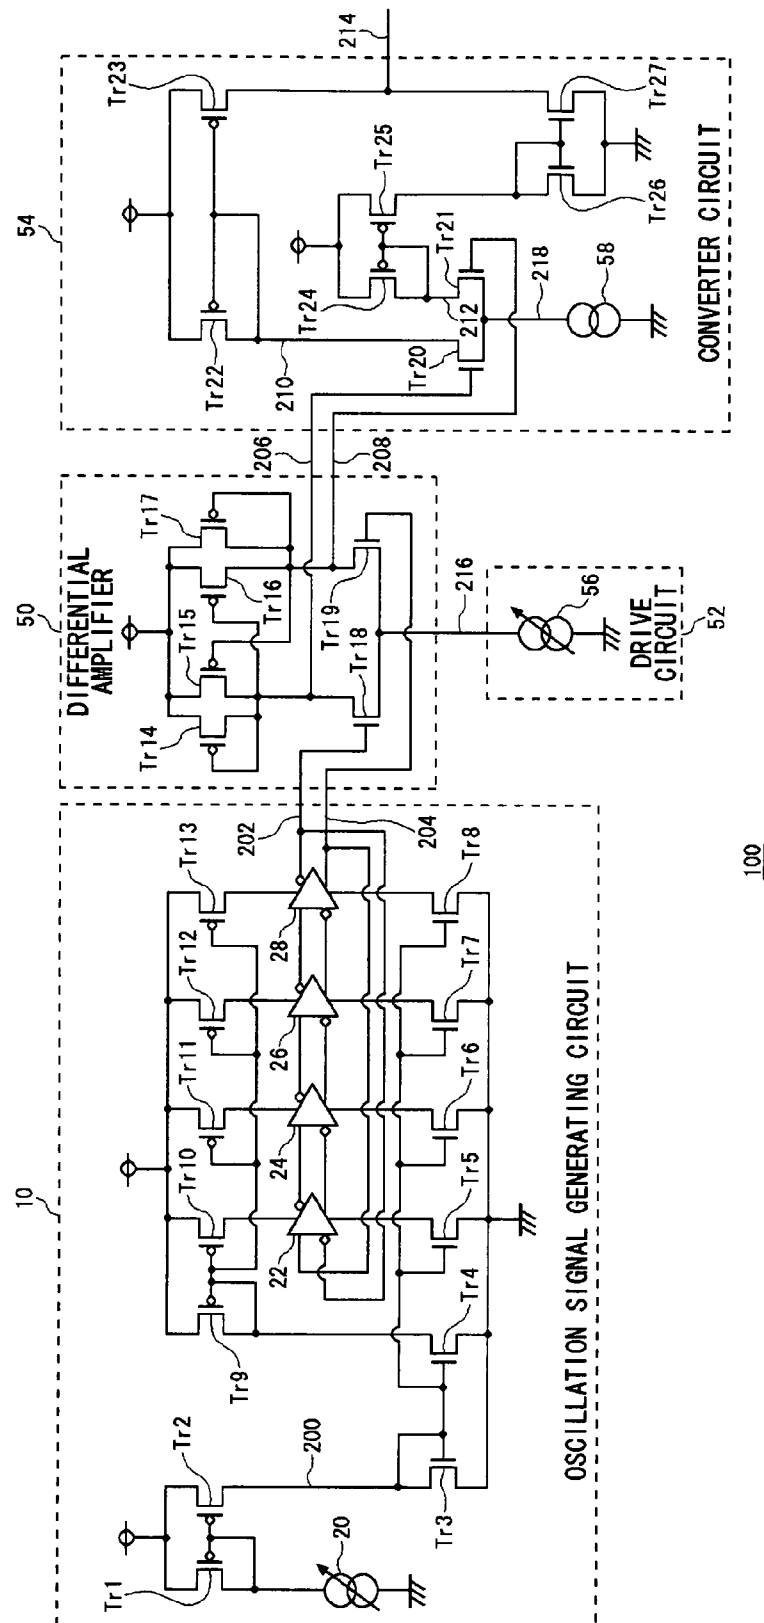 10
OSCILLATION SIGNAL GENERATING CIRCUIT
Tr1
Tr2
20
200
Tr3
Tr9
Tr4
Tr10
22
Tr5
Tr11
24
Tr6
Tr12
26
Tr7
Tr13
28
Tr8
202
204
50
DIFFERENTIAL
AMPLIFIER
Tr14
Tr15
Tr16
Tr17
Tr18
Tr19
206
208
216
56
DRIVE
CIRCUIT
52
54
CONVERTER CIRCUIT
Tr22
Tr23
210
Tr24
Tr25
212
Tr20
Tr21
218
58
Tr26
Tr27
214
100